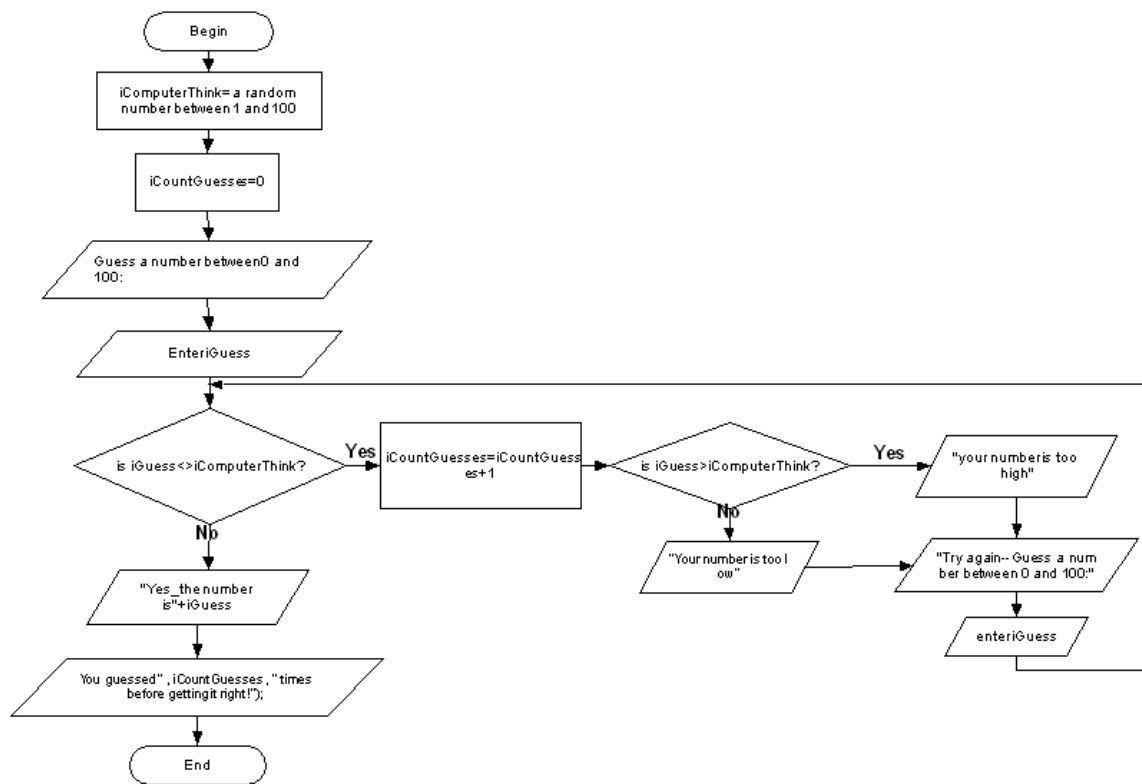 Begin
iComputerThink= a random
number between 1 and 100
iCountGuesses=0
Guess a number between0 and
100:
EnteriGuess
is iGuess<>iComputerThink?
Yes
iCountGuesses=iCountGuess
es+1
is iGuess>iComputerThink?
Yes
"your number is too
high"
No
"Your number is too l
ow"
"Try again-- Guess a num
ber between 0 and 100:"
enteriGuess
No
"Yes_the number
is"+iGuess
You guessed" , iCountGuesses , " times
before gettingit right!");
End